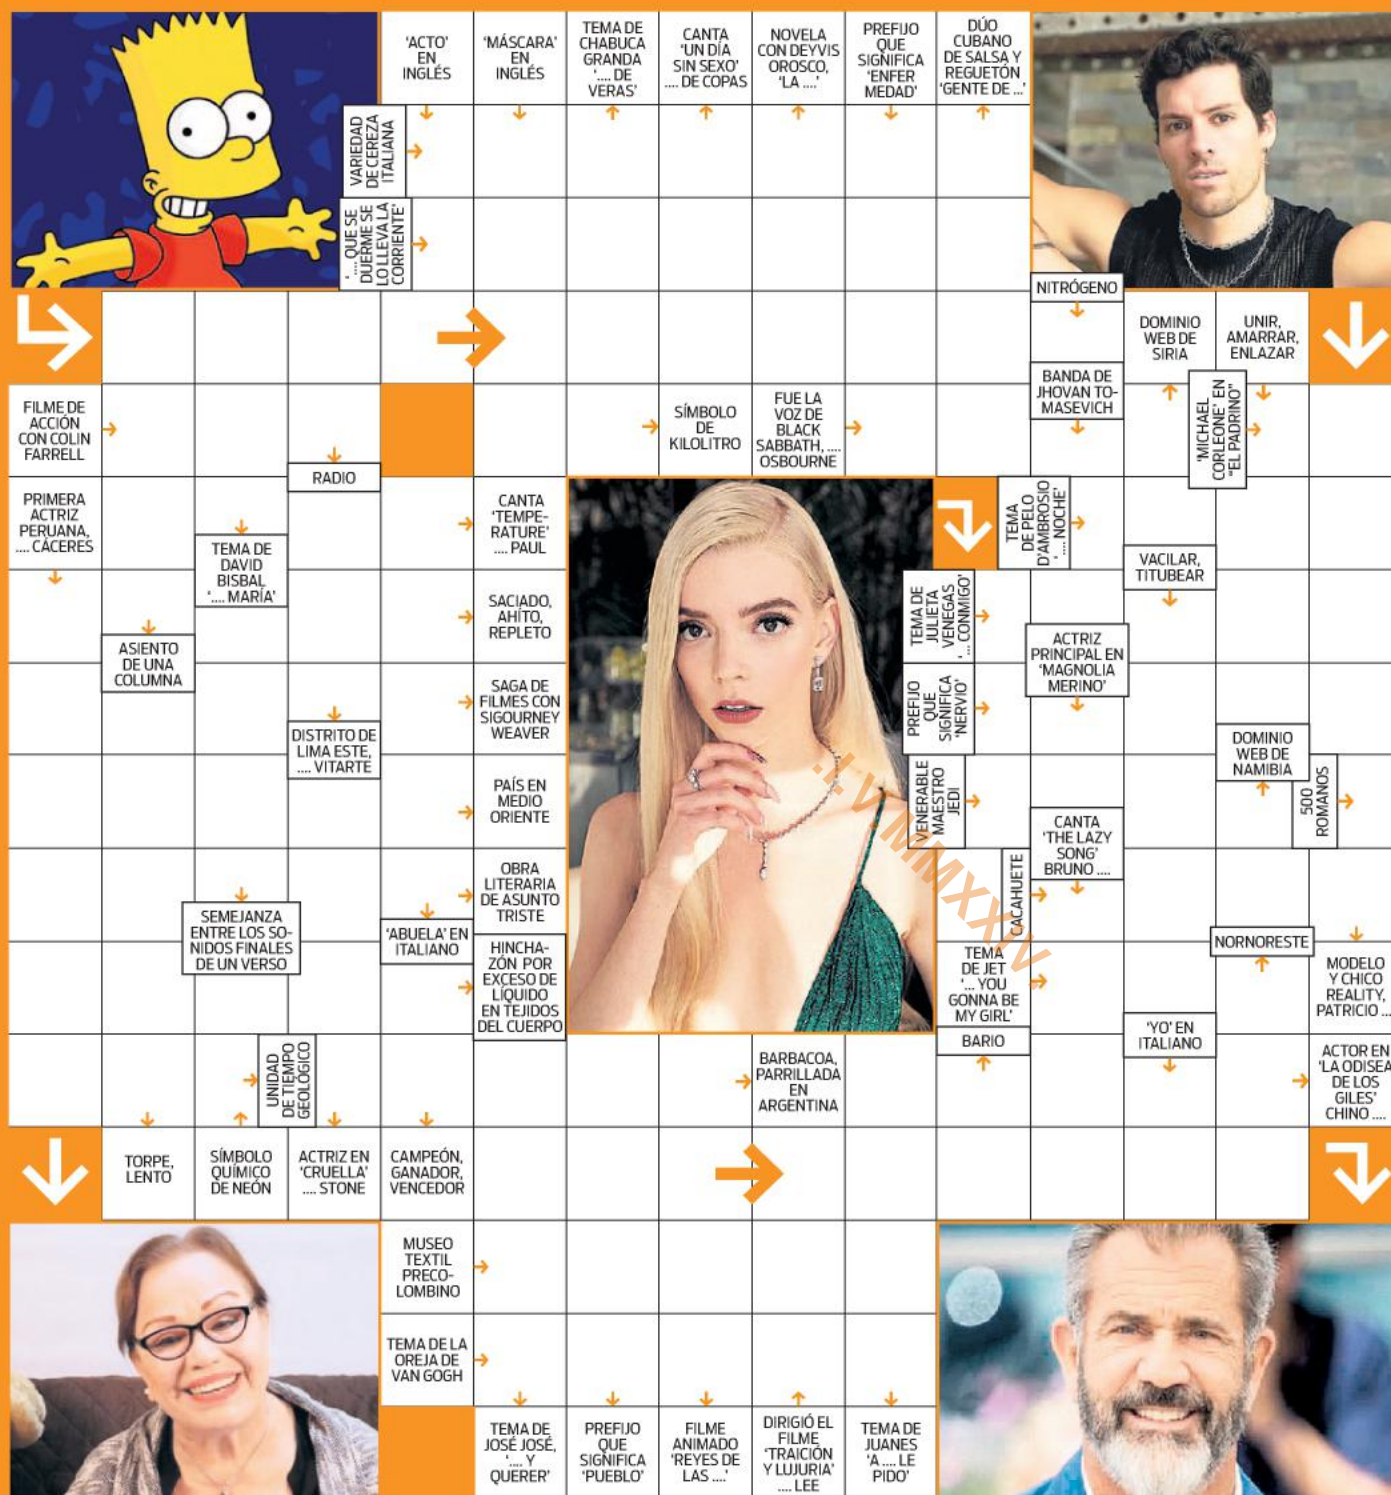 'ACTO'
EN
INGLÉS
'MÁSCARA'
EN
INGLÉS
TEMA DE
CHABUCA
GRANDA
'.... DE
VERAS'
CANTA
'UN DÍA
SIN SEXO'
.... DE COPAS
NOVELA
CON DEYVIS
OROSCO,
'LA ....'
PREFIJO
QUE
SIGNIFICA
'ENFER
MEDAD'
DÚO
CUBANO
DE SALSA Y
REGUETÓN
'GENTE DE ...'
VARIEDAD
DE CEREZA
ITALIANA
'.... QUE SE
DUERME SE
LO LLEVA LA
CORRIENTE'
NITRÓGENO
DOMINIO
WEB DE
SIRIA
UNIR,
AMARRAR,
ENLAZAR
FILME DE
ACCIÓN
CON COLIN
FARRELL
SÍMBOLO
DE
KILOLITRO
FUE LA
VOZ DE
BLACK
SABBATH, ....
OSBOURNE
BANDA DE
JHOVAN TO-
MASEVICH
'MICHAEL
CORLEONE' EN
"EL PADRINO"
RADIO
PRIMERA
ACTRIZ
PERUANA,
.... CÁCERES
TEMA DE
DAVID
BISBAL
'.... MARÍA'
CANTA
'TEMPE-
RATURE'
.... PAUL
TEMA
DE PELO
D'AMBROSIO
'.... NOCHE'
VACILAR,
TITUBEAR
ASIENTO
DE UNA
COLUMNA
SACIADO,
AHÍTO,
REPLETO
TEMA DE
JULIETA
VENEGAS
'... CONMIGO'
ACTRIZ
PRINCIPAL EN
'MAGNOLIA
MERINO'
SAGA DE
FILMES CON
SIGOURNEY
WEAVER
PREFIJO
QUE
SIGNIFICA
'NERVIO'
DISTRITO DE
LIMA ESTE,
.... VITARTE
DOMINIO
WEB DE
NAMIBIA
PAÍS EN
MEDIO
ORIENTE
VENERABLE
MAESTRO
JEDI
500
ROMANOS
CANTA
'THE LAZY
SONG'
BRUNO ....
OBRA
LITERARIA
DE ASUNTO
TRISTE
CACAHUETE
SEMEJANZA
ENTRE LOS SO-
NIDOS FINALES
DE UN VERSO
'ABUELA' EN
ITALIANO
HINCHA-
ZÓN POR
EXCESO DE
LÍQUIDO
EN TEJIDOS
DEL CUERPO
.I.V.MMXXIV.
TEMA
DE JET
'... YOU
GONNA BE
MY GIRL'
NORNORESTE
MODELO
Y CHICO
REALITY,
PATRICIO ...
BARIO
'YO' EN
ITALIANO
UNIDAD
DE TIEMPO
GEOLÓGICO
BARBACOA,
PARRILLADA
EN
ARGENTINA
ACTOR EN
'LA ODISEA
DE LOS
GILES'
CHINO ....
TORPE,
LENTO
SÍMBOLO
QUÍMICO
DE NEÓN
ACTRIZ EN
'CRUELLA'
.... STONE
CAMPEÓN,
GANADOR,
VENCEDOR
MUSEO
TEXTIL
PRECO-
LOMBINO
TEMA DE LA
OREJA DE
VAN GOGH
TEMA DE
JOSÉ JOSÉ,
'.... Y
QUERER'
PREFIJO
QUE
SIGNIFICA
'PUEBLO'
FILME
ANIMADO
'REYES DE
LAS ....'
DIRIGIÓ EL
FILME
'TRAICIÓN
Y LUJURIA'
.... LEE
TEMA DE
JUANES
'A .... LE
PIDO'